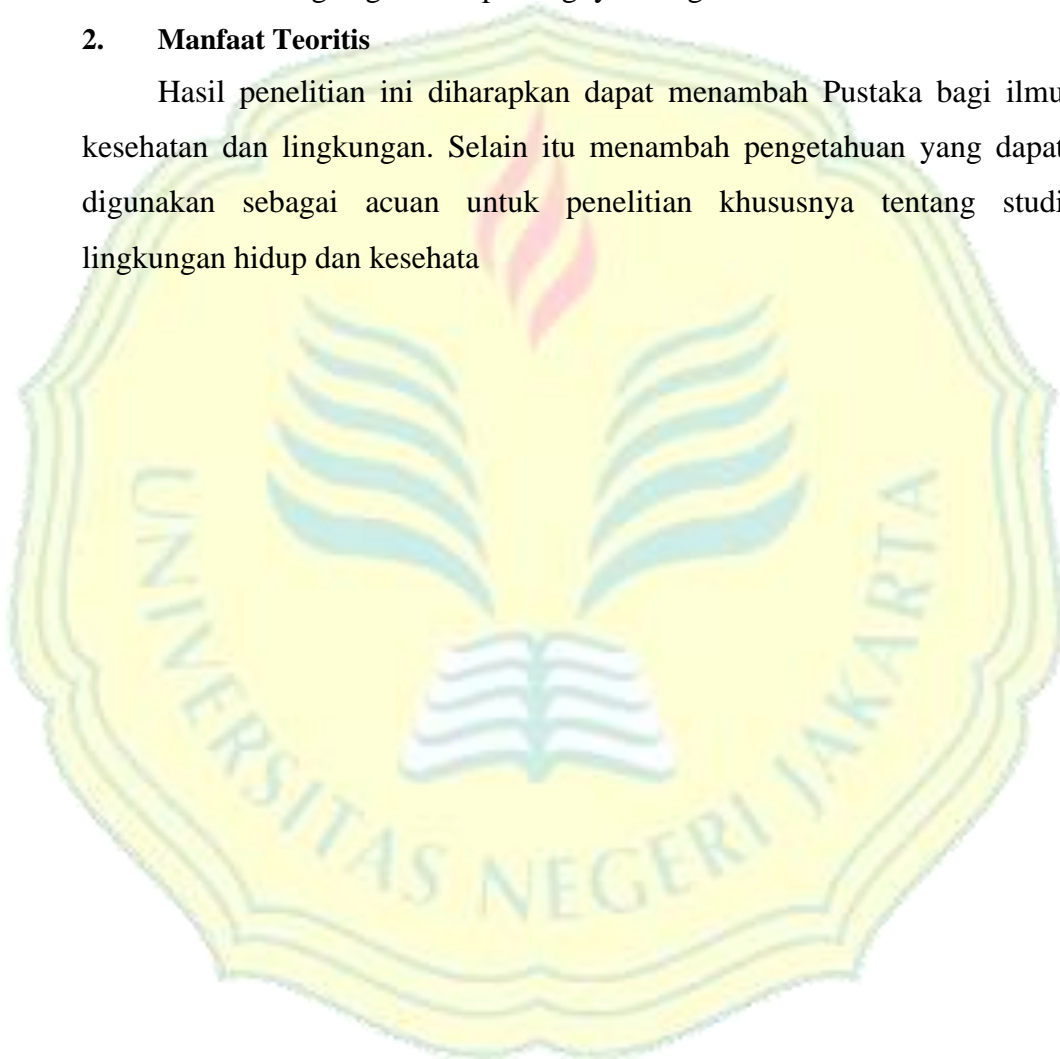 2. Manfaat Teoritis
Hasil penelitian ini diharapkan dapat menambah Pustaka bagi ilmu
kesehatan dan lingkungan. Selain itu menambah pengetahuan yang dapat
digunakan sebagai acuan untuk penelitian khususnya tentang studi
lingkungan hidup dan kesehata
UNIVERSITAS NEGERI JAKARTA